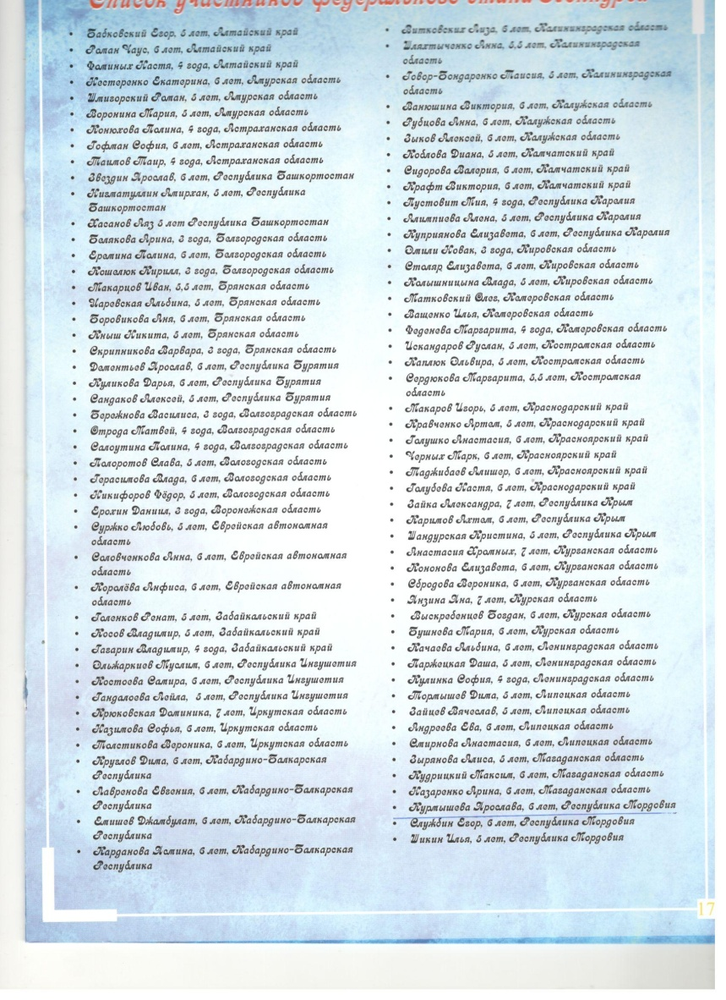 Список участников федерального этапа
Бабковский Егор, 5 лет, Алтайский край
Роман Чаус, 6 лет, Алтайский край
Фоминых Настя, 4 года, Алтайский край
Нестеренко Екатерина, 6 лет, Амурская область
Шмигорский Роман, 5 лет, Амурская область
Воронина Мария, 5 лет, Амурская область
Конюхова Полина, 4 года, Астраханская область
Гофман София, 6 лет, Астраханская область
Таимов Таир, 4 года, Астраханская область
Звездин Ярослав, 6 лет, Республика Башкортостан
Нигматуллин Амирхан, 5 лет, Республика
Башкортостан
Хасанов Аяз 5 лет Республика Башкортостан
Белякова Арина, 3 года, Белгородская область
Еремина Полина, 6 лет, Белгородская область
Кошелюк Кирилл, 3 года, Белгородская область
Макарцов Иван, 5,5 лет, Брянская область
Царевская Альбина, 5 лет, Брянская область
Боровикова Аня, 6 лет, Брянская область
Кныш Никита, 5 лет, Брянская область
Скрипникова Варвара, 3 года, Брянская область
Дементьев Ярослав, 6 лет, Республика Бурятия
Куликова Дарья, 6 лет, Республика Бурятия
Сандаков Алексей, 5 лет, Республика Бурятия
Бережнова Василиса, 3 года, Волгоградская область
Отрода Матвей, 4 года, Волгоградская область
Салоутина Полина, 4 года, Волгоградская область
Полоротов Слава, 5 лет, Вологодская область
Герасимова Влада, 6 лет, Вологодская область
Никифоров Фёдор, 5 лет, Вологодская область
Ерохин Даниил, 3 года, Воронежская область
Суржко Любовь, 5 лет, Еврейская автономная
область
Соловченкова Анна, 6 лет, Еврейская автономная
область
Королёва Анфиса, 6 лет, Еврейская автономная
область
Голенков Ренат, 5 лет, Забайкальский край
Носов Владимир, 5 лет, Забайкальский край
Гагарин Владимир, 4 года, Забайкальский край
Ольжаркиев Муслим, 6 лет, Республика Ингушетия
Костоева Самира, 6 лет, Республика Ингушетия
Гандалоева Лейла, 5 лет, Республика Ингушетия
Крюковская Доминика, 7 лет, Иркутская область
Назимова Софья, 6 лет, Иркутская область
Толстикова Вероника, 6 лет, Иркутская область
Круглов Дима, 6 лет, Кабардино-Балкарская
Республика
Лавренова Евгения, 6 лет, Кабардино-Балкарская
Республика
Емишев Джамбулат, 6 лет, Кабардино-Балкарская
Республика
Карданова Ясмина, 6 лет, Кабардино-Балкарская
Республика
Витковских Лиза, 6 лет, Калининградская область
Шляхтыченко Анна, 5,5 лет, Калининградская
область
Говор-Бондаренко Таисия, 5 лет, Калининградская
область
Ванюшина Виктория, 6 лет, Калужская область
Рубцова Анна, 6 лет, Калужская область
Зыков Алексей, 6 лет, Калужская область
Коблова Диана, 5 лет, Камчатский край
Сидорова Валерия, 6 лет, Камчатский край
Крафт Виктория, 6 лет, Камчатский край
Пустовит Мия, 4 года, Республика Карелия
Алимпиева Алена, 5 лет, Республика Карелия
Куприянова Елизавета, 6 лет, Республика Карелия
Эмили Новак, 3 года, Кировская область
Столяр Елизавета, 6 лет, Кировская область
Колышницына Влада, 5 лет, Кировская область
Матковский Олег, Кемеровская область
Ващенко Илья, Кемеровская область
Феденева Маргарита, 4 года, Кемеровская область
Искандаров Руслан, 5 лет, Костромская область
Каплюк Эльвира, 5 лет, Костромская область
Сердюкова Маргарита, 5,5 лет, Костромская
область
Макаров Игорь, 5 лет, Краснодарский край
Кравченко Артем, 5 лет, Краснодарский край
Голушко Анастасия, 6 лет, Красноярский край
Черных Марк, 6 лет, Красноярский край
Таджибаев Алишер, 6 лет, Красноярский край
Голубева Настя, 6 лет, Краснодарский край
Зайка Александра, 7 лет, Республика Крым
Каримов Ахтем, 6 лет, Республика Крым
Шандурская Кристина, 5 лет, Республика Крым
Анастасия Хромных, 7 лет, Курганская область
Кононова Елизавета, 6 лет, Курганская область
Сбродова Вероника, 6 лет, Курганская область
Анзина Яна, 7 лет, Курская область
Выскребенцев Богдан, 6 лет, Курская область
Бушнева Мария, 6 лет, Курская область
Качаева Альбина, 6 лет, Ленинградская область
Паржецкая Даша, 5 лет, Ленинградская область
Кулинка София, 4 года, Ленинградская область
Тормышев Дима, 5 лет, Липецкая область
Зайцев Вячеслав, 5 лет, Липецкая область
Андреева Ева, 6 лет, Липецкая область
Смирнова Анастасия, 6 лет, Липецкая область
Зырянова Алиса, 5 лет, Магаданская область
Кудрицкий Максим, 6 лет, Магаданская область
Назаренко Арина, 6 лет, Магаданская область
Курмышева Ярослава, 6 лет, Республика Мордовия
Службин Егор, 6 лет, Республика Мордовия
Шикин Илья, 5 лет, Республика Мордовия
17